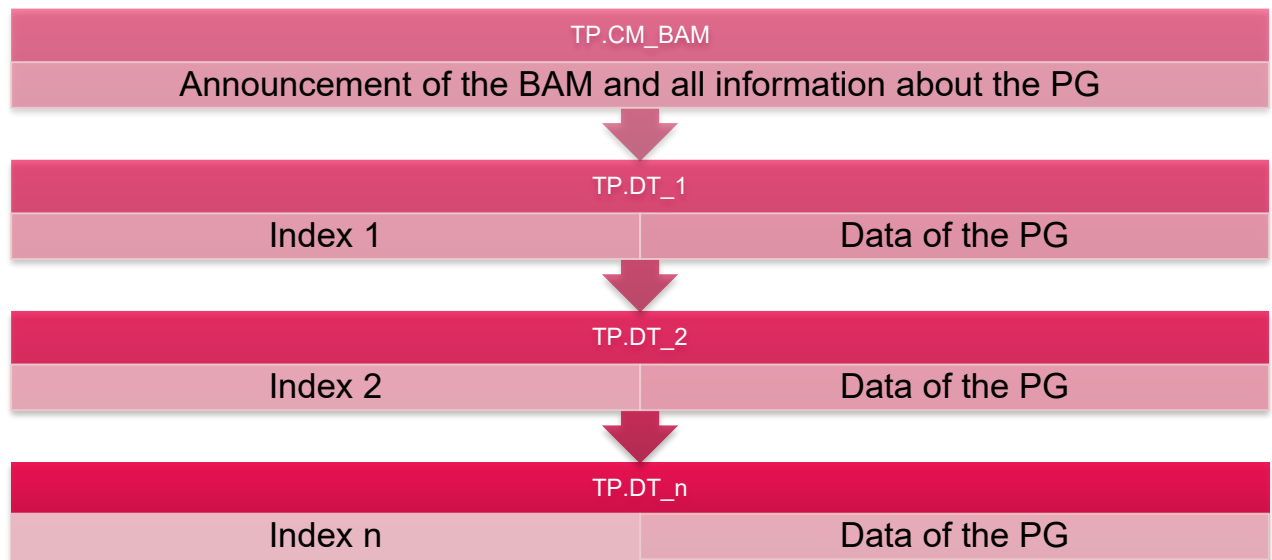 TP.CM_BAM
Announcement of the BAM and all information about the PG
TP.DT_1
Index 1 Data of the PG
TP.DT_2
Index 2 Data of the PG
TP.DT_n
Index n Data of the PG